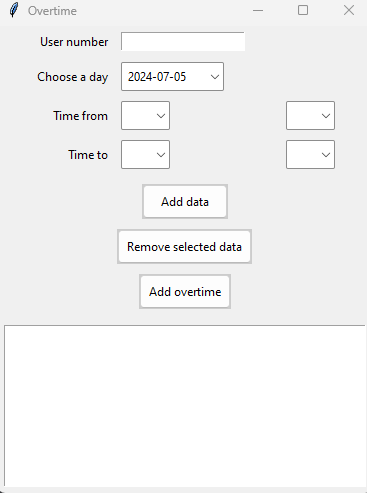 Overtime
User number
Choose a day 2024-07-05
Time from
Time to
Add data
Remove selected data
Add overtime